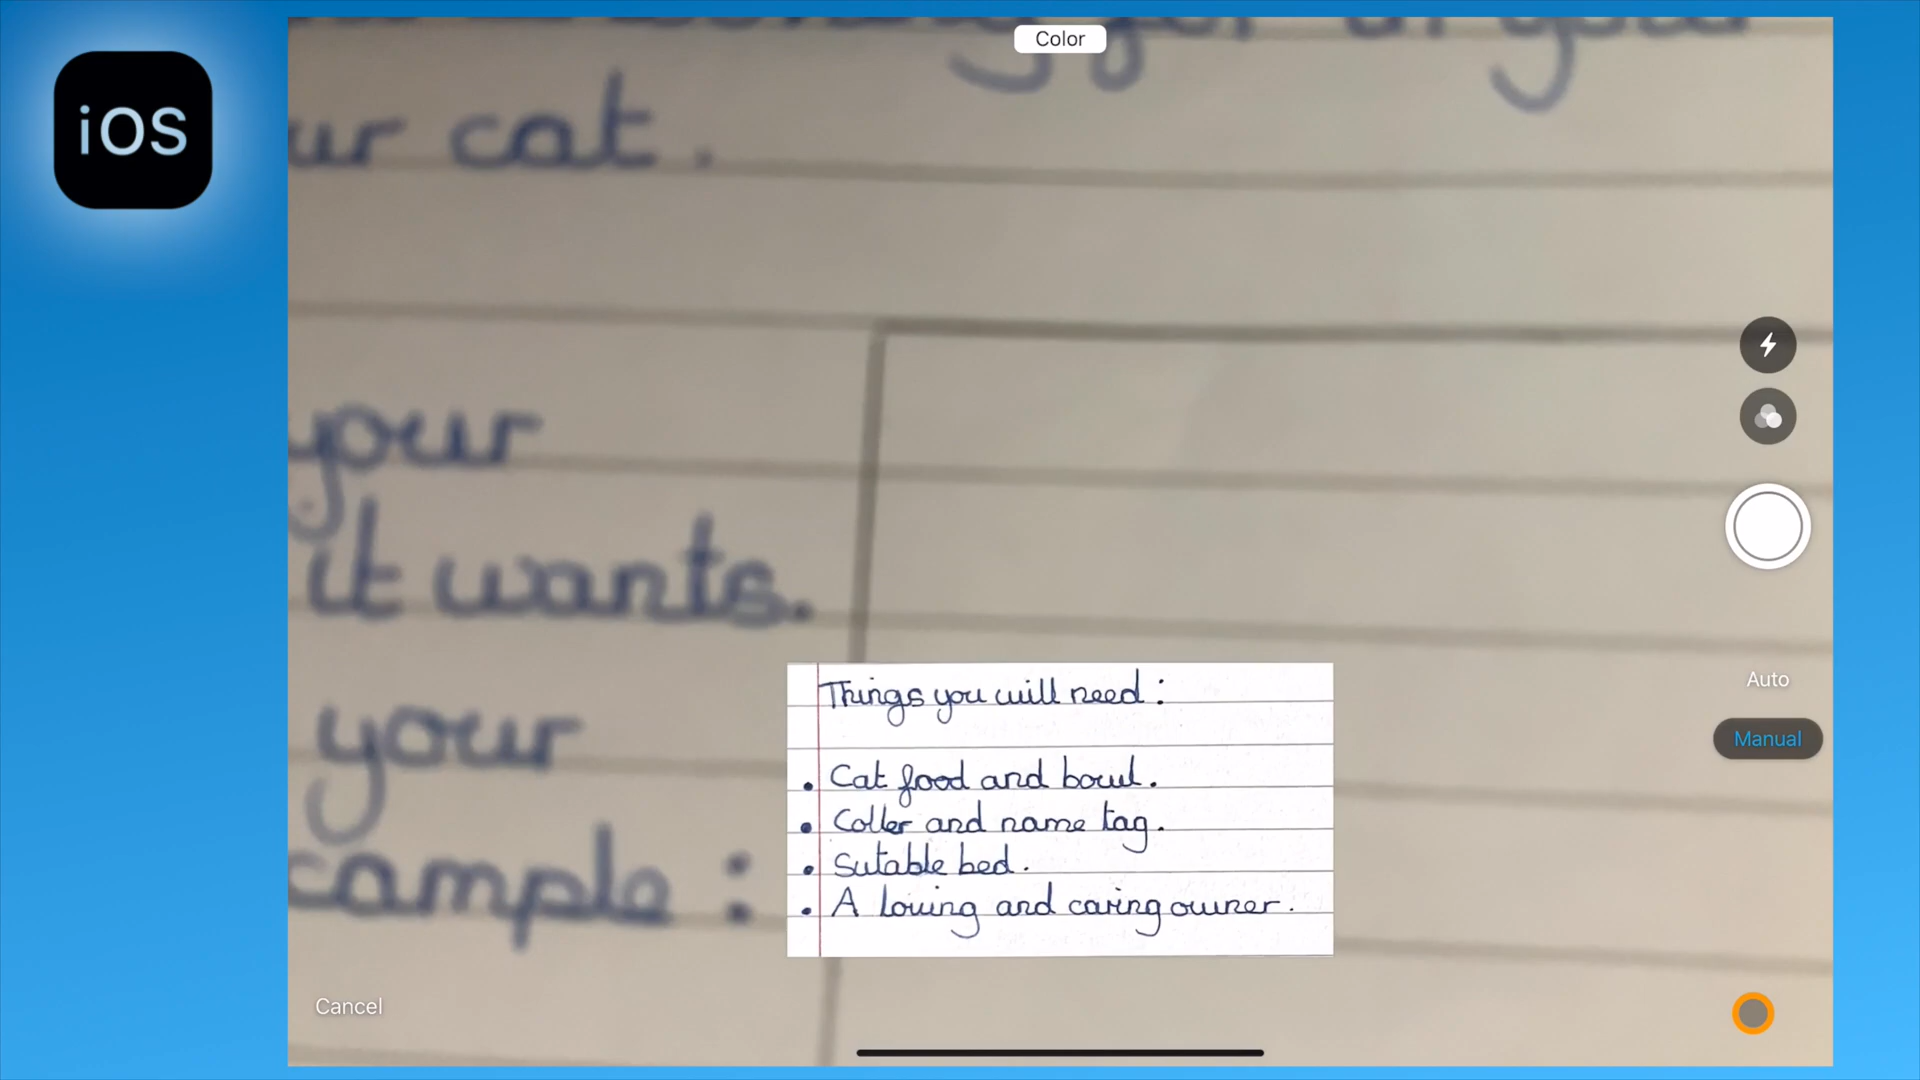 iOS
Color
ur cat.
your
it wants.
your
Things you will need:
• Cat food and bowl.
• Coller and name tag.
• Sutable bed.
• A loving and caring owner.
Auto
Manual
Cancel